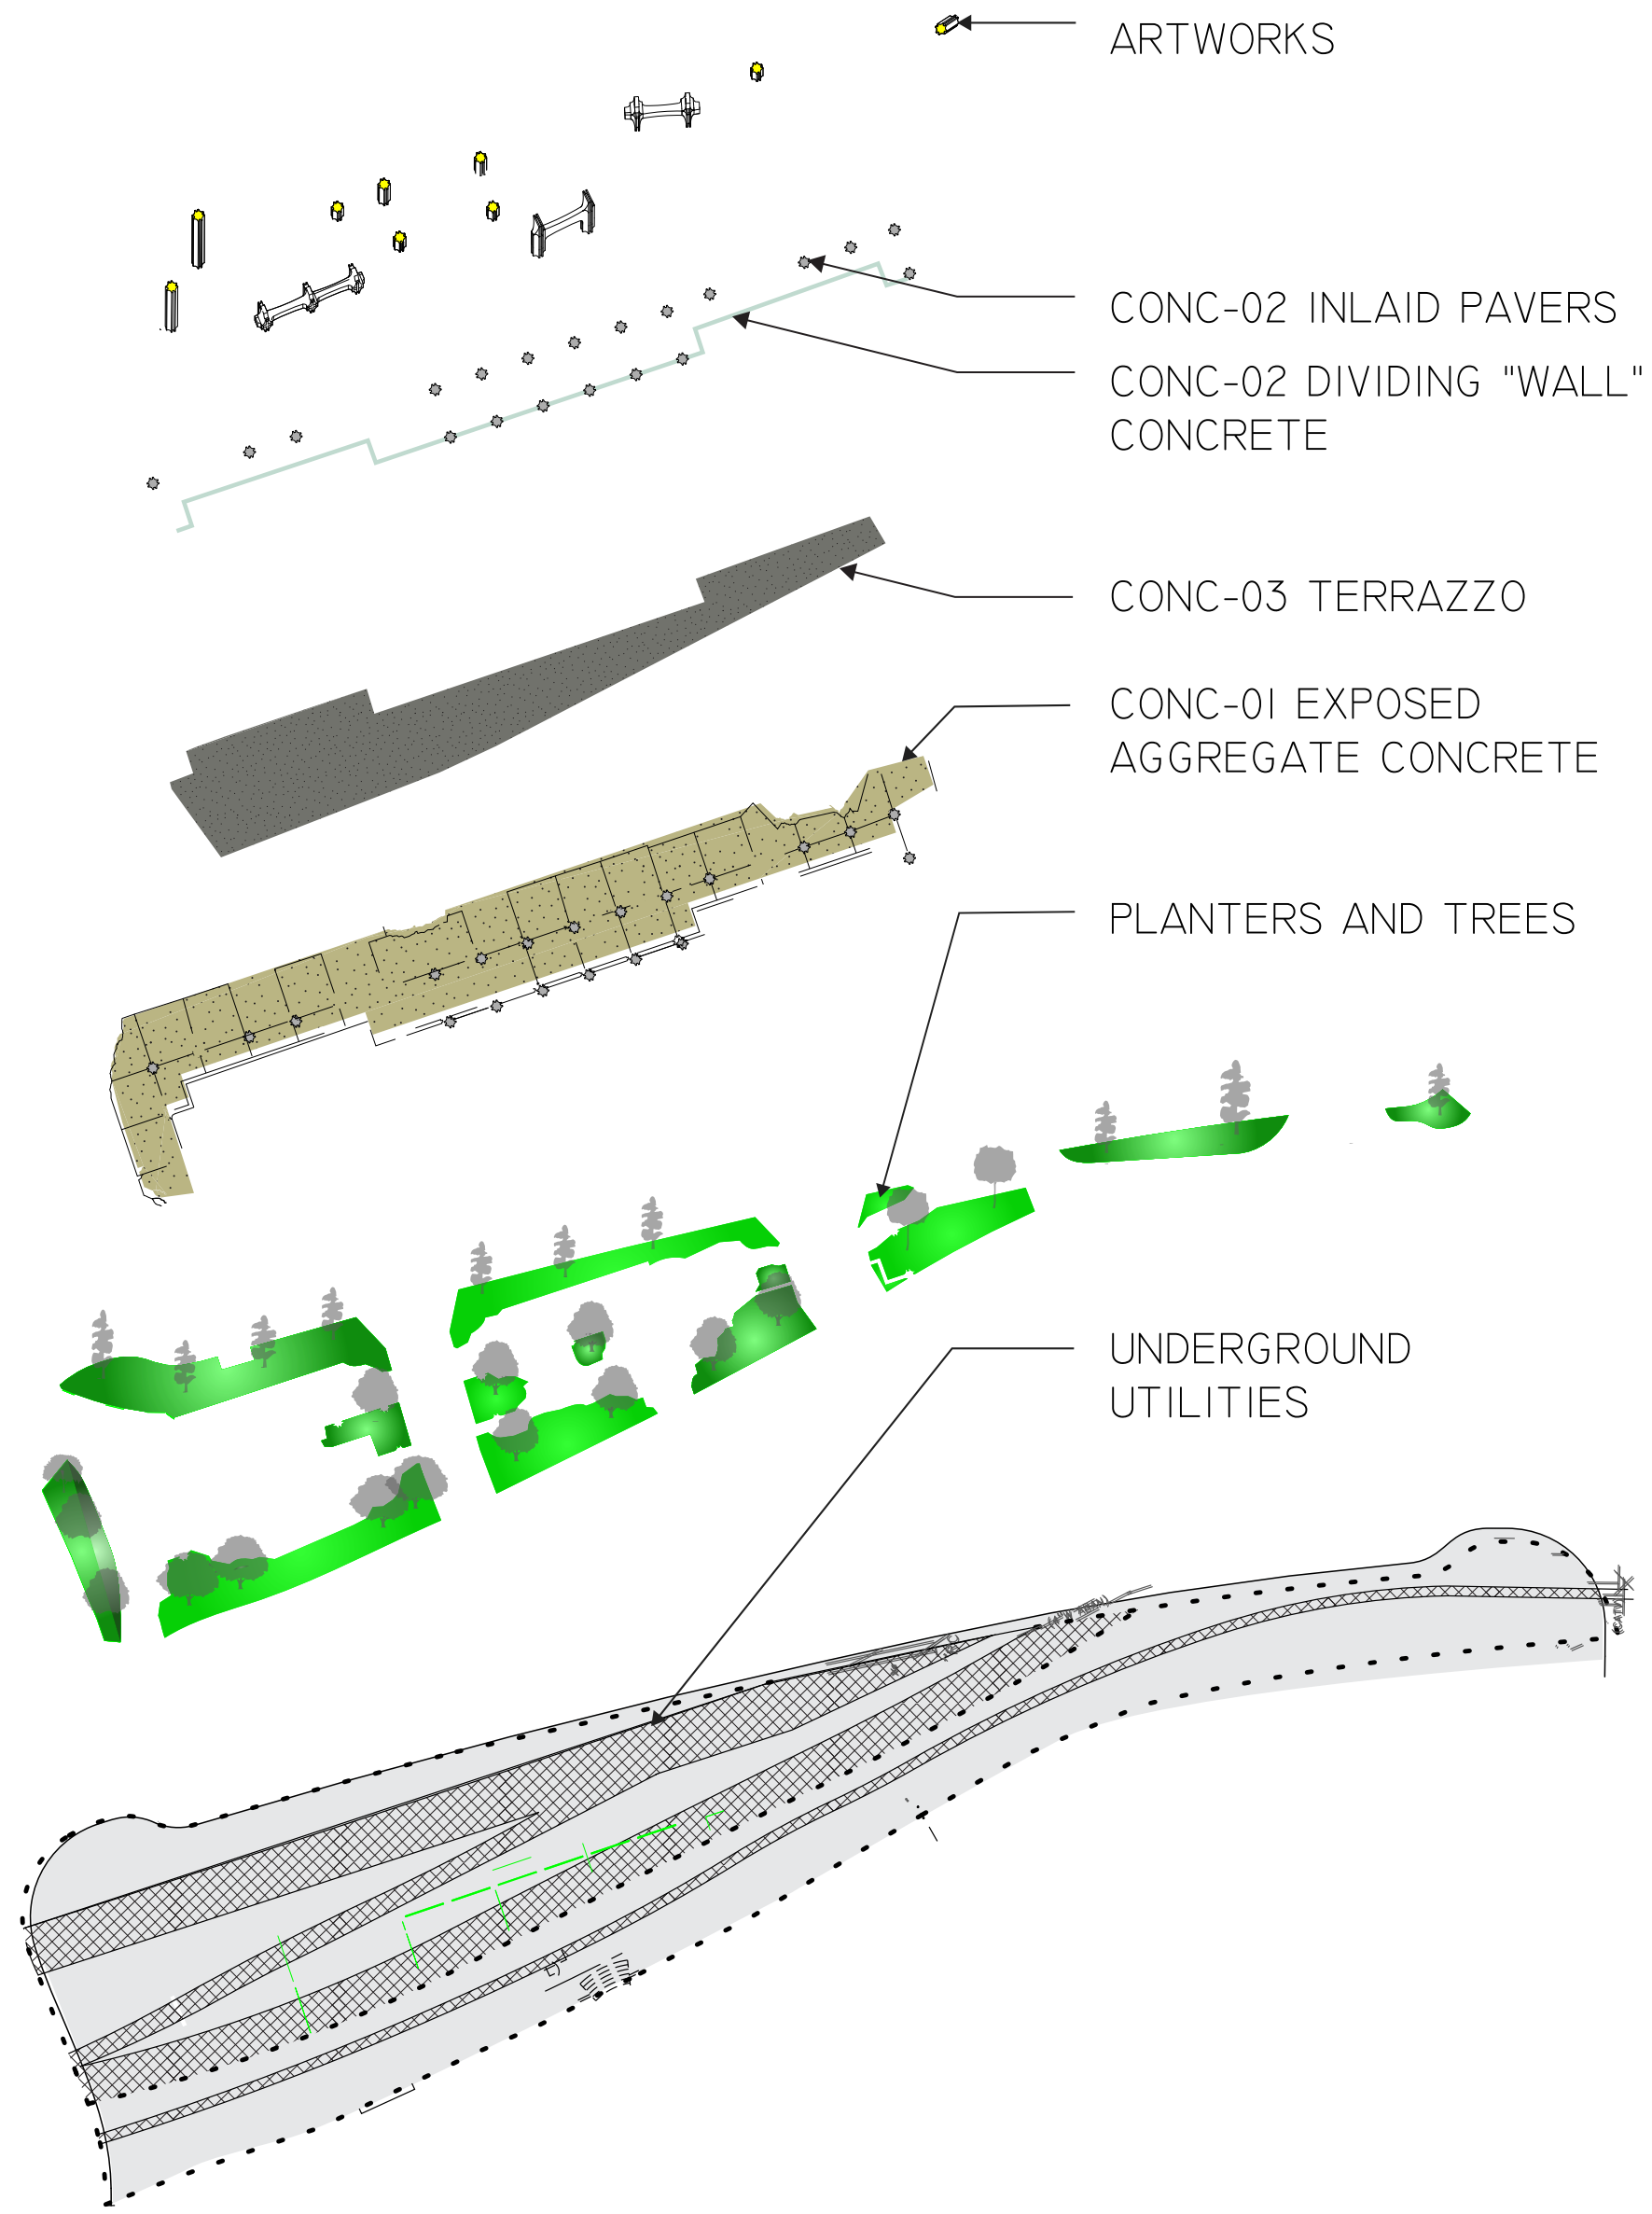 ARTWORKS
CONC-02 INLAID PAVERS
CONC-02 DIVIDING "WALL"
CONCRETE
CONC-03 TERRAZZO
CONC-01 EXPOSED
AGGREGATE CONCRETE
PLANTERS AND TREES
UNDERGROUND
UTILITIES